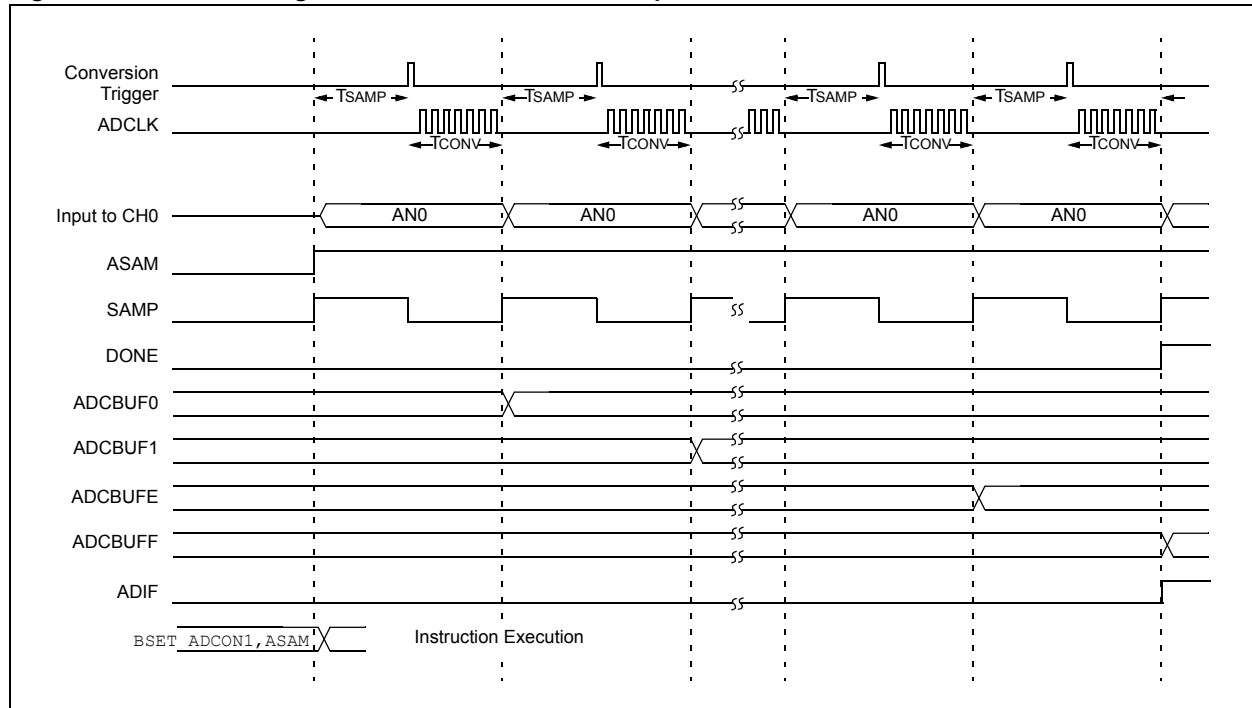 Conversion
Trigger
TSAMP TSAMP TSAMP TSAMP
ADCLK
TCONV TCONV TCONV TCONV
Input to CH0 AN0 AN0 AN0 AN0
ASAM
SAMP
DONE
ADCBUF0
ADCBUF1
ADCBUFE
ADCBUFF
ADIF
BSET ADCON1,ASAM Instruction Execution